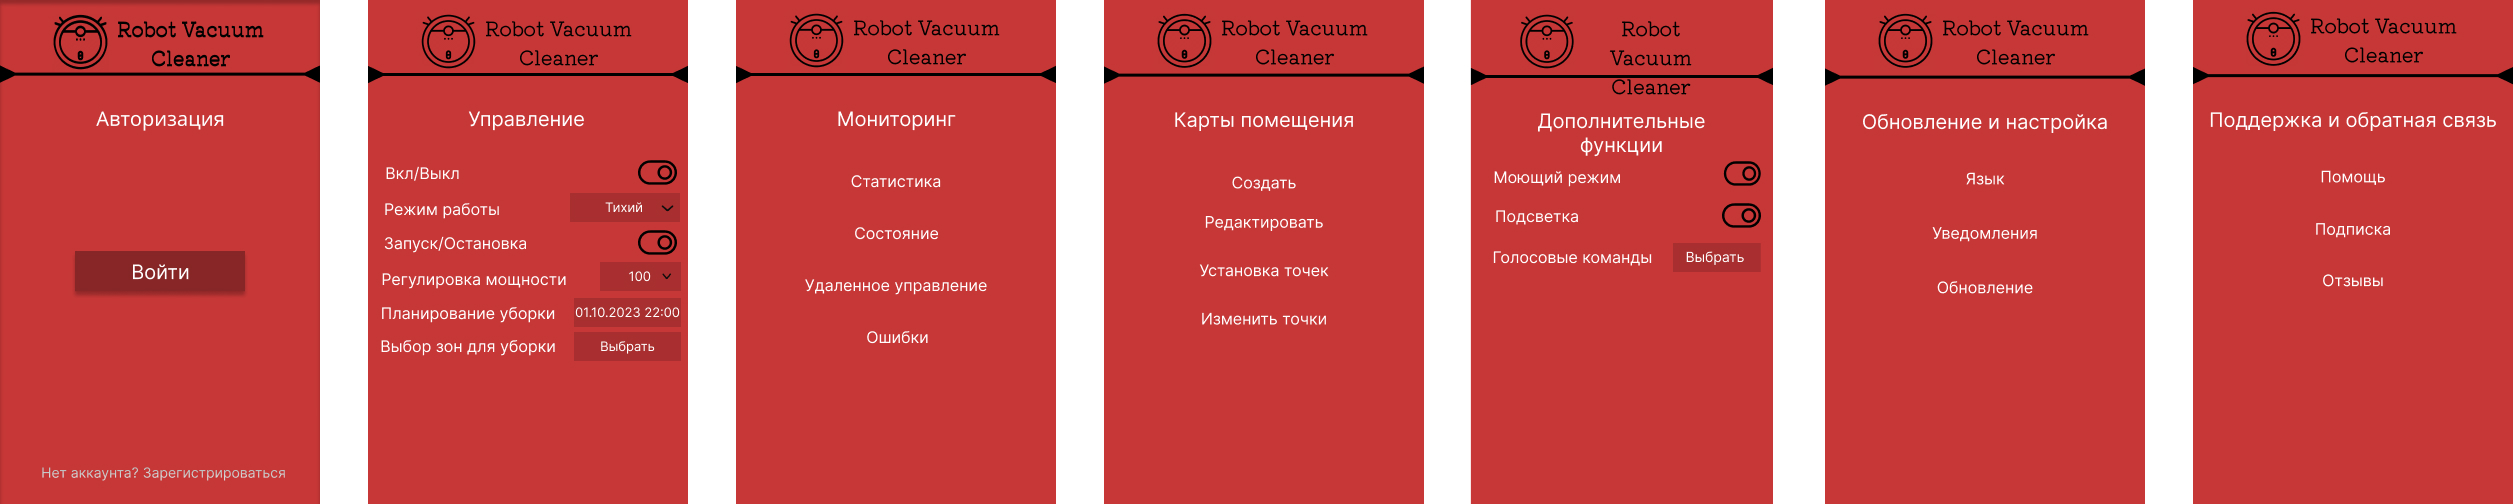 Robot Vacuum
Cleaner
Авторизация
Войти
Нет аккаунта? Зарегистрироваться
Robot Vacuum
Cleaner
Управление
Вкл/Выкл
Режим работы Тихий
Запуск/Остановка
Регулировка мощности 100
Планирование уборки 01.10.2023 22:00
Выбор зон для уборки Выбрать
Robot Vacuum
Cleaner
Мониторинг
Статистика
Состояние
Удаленное управление
Ошибки
Robot Vacuum
Cleaner
Карты помещения
Создать
Редактировать
Установка точек
Изменить точки
Robot
Vacuum
Cleaner
Дополнительные
функции
Моющий режим
Подсветка
Голосовые команды Выбрать
Robot Vacuum
Cleaner
Обновление и настройка
Язык
Уведомления
Обновление
Robot Vacuum
Cleaner
Поддержка и обратная связь
Помощь
Подписка
Отзывы